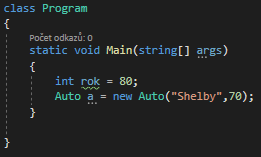 class Program
{
Počet odkazů: 0
static void Main(string[] args)
{
int rok = 80;
Auto a = new Auto("Shelby",70);
}
}